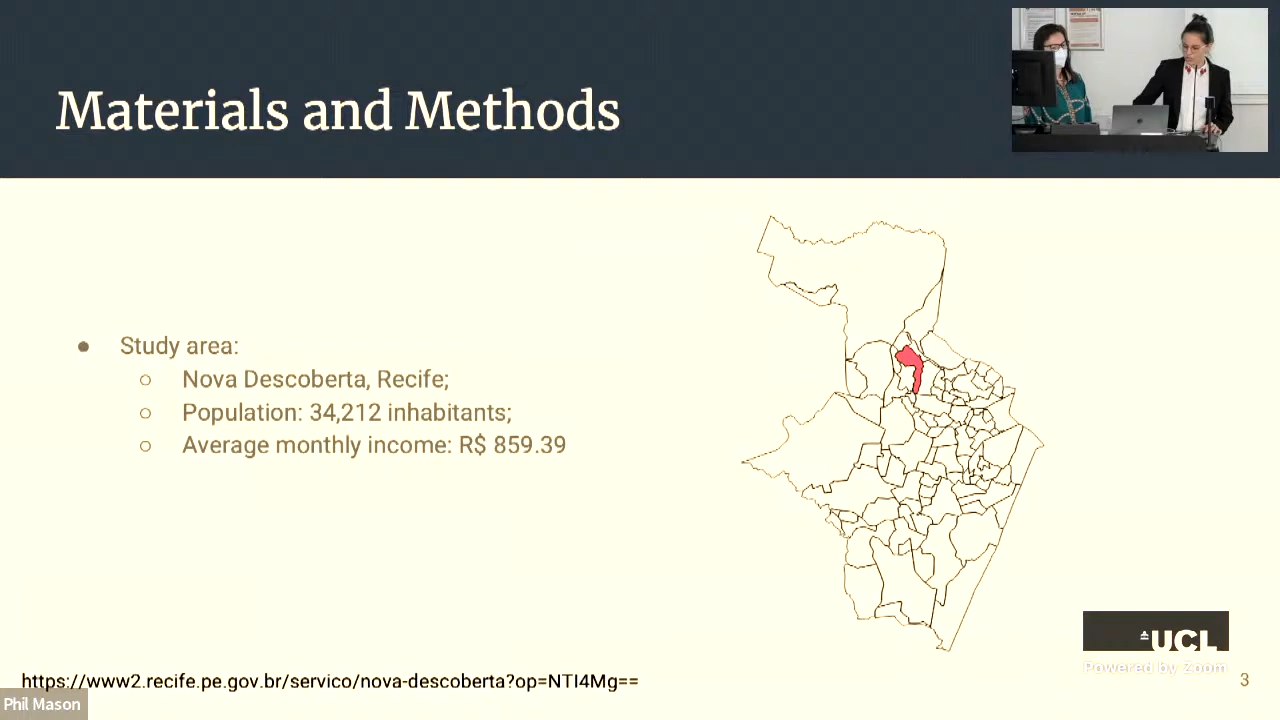 Materials and Methods
● Study area:
○ Nova Descoberta, Recife;
○ Population: 34,212 inhabitants;
○ Average monthly income: R$ 859.39
UCL
Powered by Zoom
https://www2.recife.pe.gov.br/servico/nova-descoberta?op=NTI4Mg==
3
Phil Mason